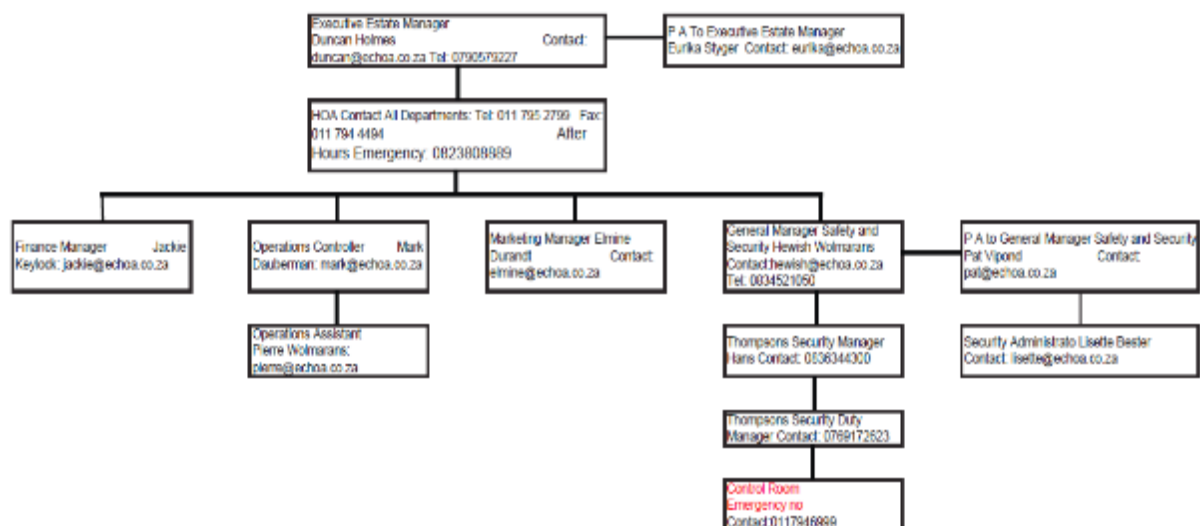 Executive Estate Manager
Duncan Holmes Contact:
duncan@echoa.co.za Tel: 0790579227
P A To Executive Estate Manager
Eurika Styger Contact: eurika@echoa.co.za
HOA Contact All Departments: Tel: 011 795 2799 Fax:
011 794 4494 After
Hours Emergency: 0823808889
Finance Manager Jackie
Keylock: jackie@echoa.co.za
Operations Controller Mark
Dauberman: mark@echoa.co.za
Marketing Manager Elmine
Durandt Contact:
elmine@echoa.co.za
General Manager Safety and
Security Hewish Wolmarans
Contact:hewish@echoa.co.za
Tel: 0834521050
P A to General Manager Safety and Security
Pat Vipond Contact:
pat@echoa.co.za
Operations Assistant
Pierre Wolmarans:
pierre@echoa.co.za
Thompsons Security Manager
Hans Contact: 0836344300
Security Administrato Lisette Bester
Contact: lisette@echoa.co.za
Thompsons Security Duty
Manager Contact: 0769172623
Control Room
Emergency no
Contact:0117946999